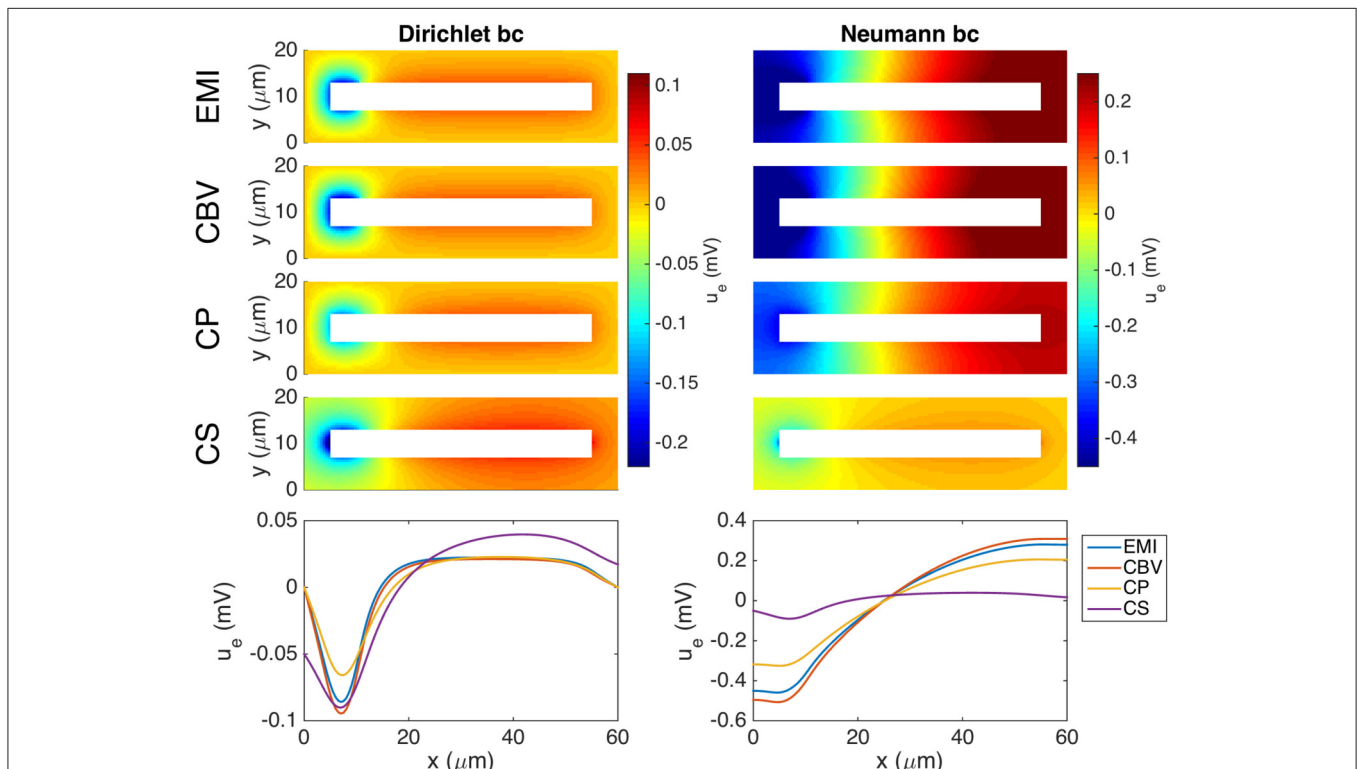 Dirichlet bc
Neumann bc
EMI
y (μm)
20
10
0
CBV
y (μm)
20
10
0
CP
y (μm)
20
10
0
CS
y (μm)
20
10
0
0.1
0.05
0
-0.05
-0.1
-0.15
-0.2
u_e (mV)
0.2
0.1
0
-0.1
-0.2
-0.3
-0.4
u_e (mV)
u_e (mV)
0.05
0
-0.05
-0.1
0
20
40
60
x (μm)
u_e (mV)
0.4
0.2
0
-0.2
-0.4
-0.6
0
20
40
60
x (μm)
EMI
CBV
CP
CS